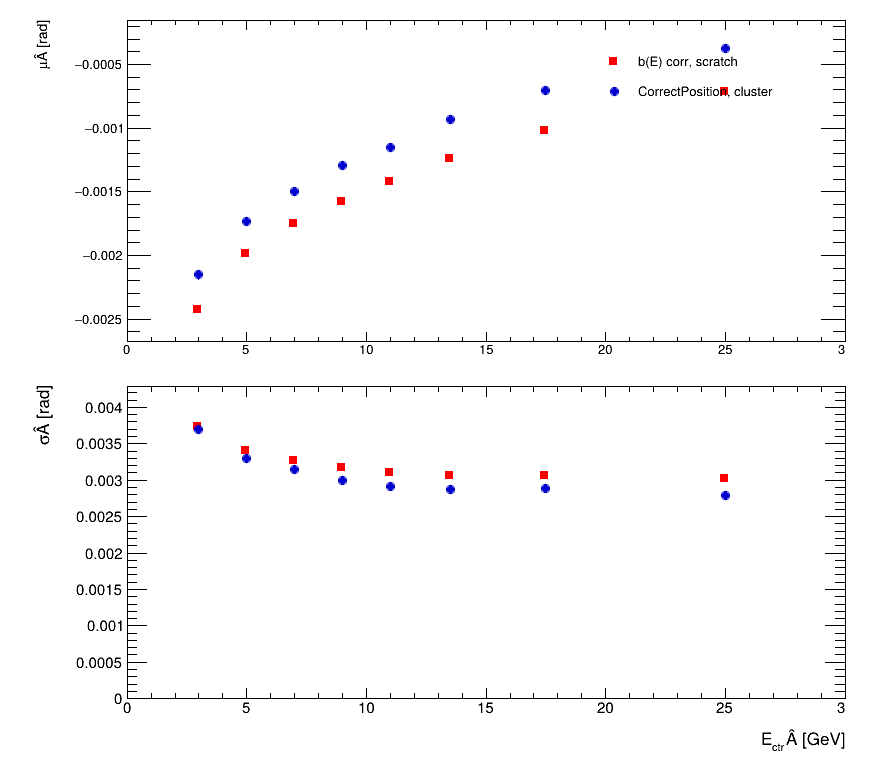 μÂ [rad]
−0.0005
−0.001
−0.0015
−0.002
−0.0025
b(E) corr, scratch
CorrectPosition, cluster
0 5 10 15 20 25 3
σÂ [rad]
0.004
0.0035
0.003
0.0025
0.002
0.0015
0.001
0.0005
0
0 5 10 15 20 25 3
E_ctr Â [GeV]